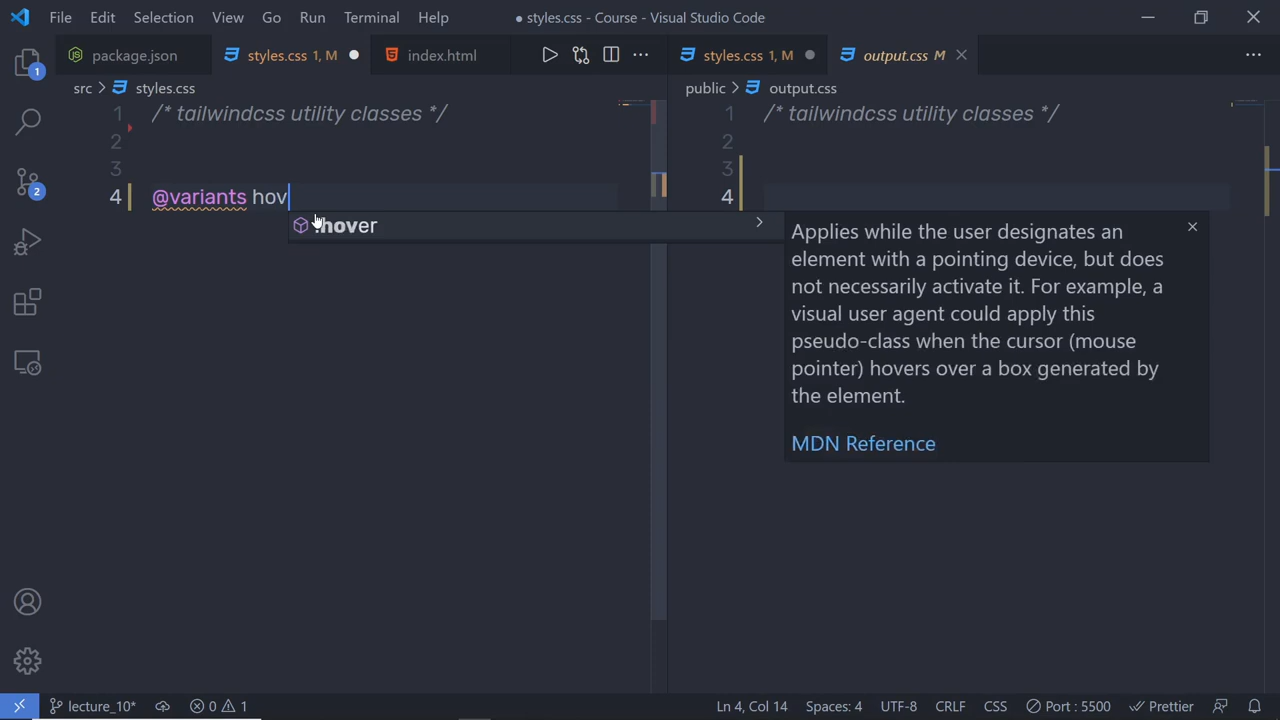 File Edit Selection View Go Run Terminal Help
● styles.css - Course - Visual Studio Code
package.json
styles.css 1, M
index.html
styles.css 1, M
output.css M
src > styles.css
public > output.css
1 /* tailwindcss utility classes */
2
3
4 @variants hov
:hover
1 /* tailwindcss utility classes */
2
3
4
Applies while the user designates an
element with a pointing device, but does
not necessarily activate it. For example, a
visual user agent could apply this
pseudo-class when the cursor (mouse
pointer) hovers over a box generated by
the element.
MDN Reference
1
2
lecture_10* 0 1 Ln 4, Col 14 Spaces: 4 UTF-8 CRLF CSS Port : 5500 Prettier